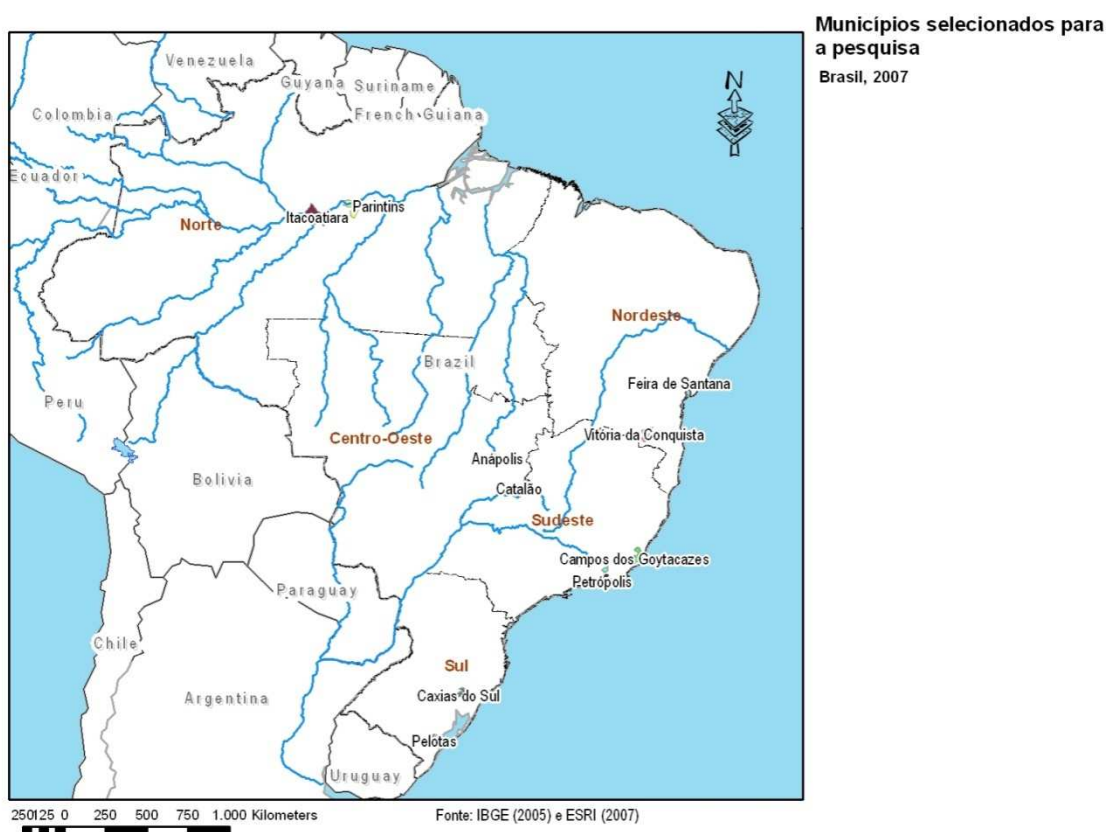 Municípios selecionados para
a pesquisa
Brasil, 2007
N
Venezuela
Guyana
Suriname
Colombia
French Guiana
Ecuador
Parintins
Itacoatiara
Norte
Nordeste
Brazil
Feira de Santana
Peru
Centro-Oeste
Vitória da Conquista
Anápolis
Bolivia
Catalão
Sudeste
Campos dos Goytacazes
Petrópolis
Paraguay
Chile
Sul
Caxias do Sul
Argentina
Pelotas
Uruguay
250125 0 250 500 750 1.000 Kilometers
Fonte: IBGE (2005) e ESRI (2007)